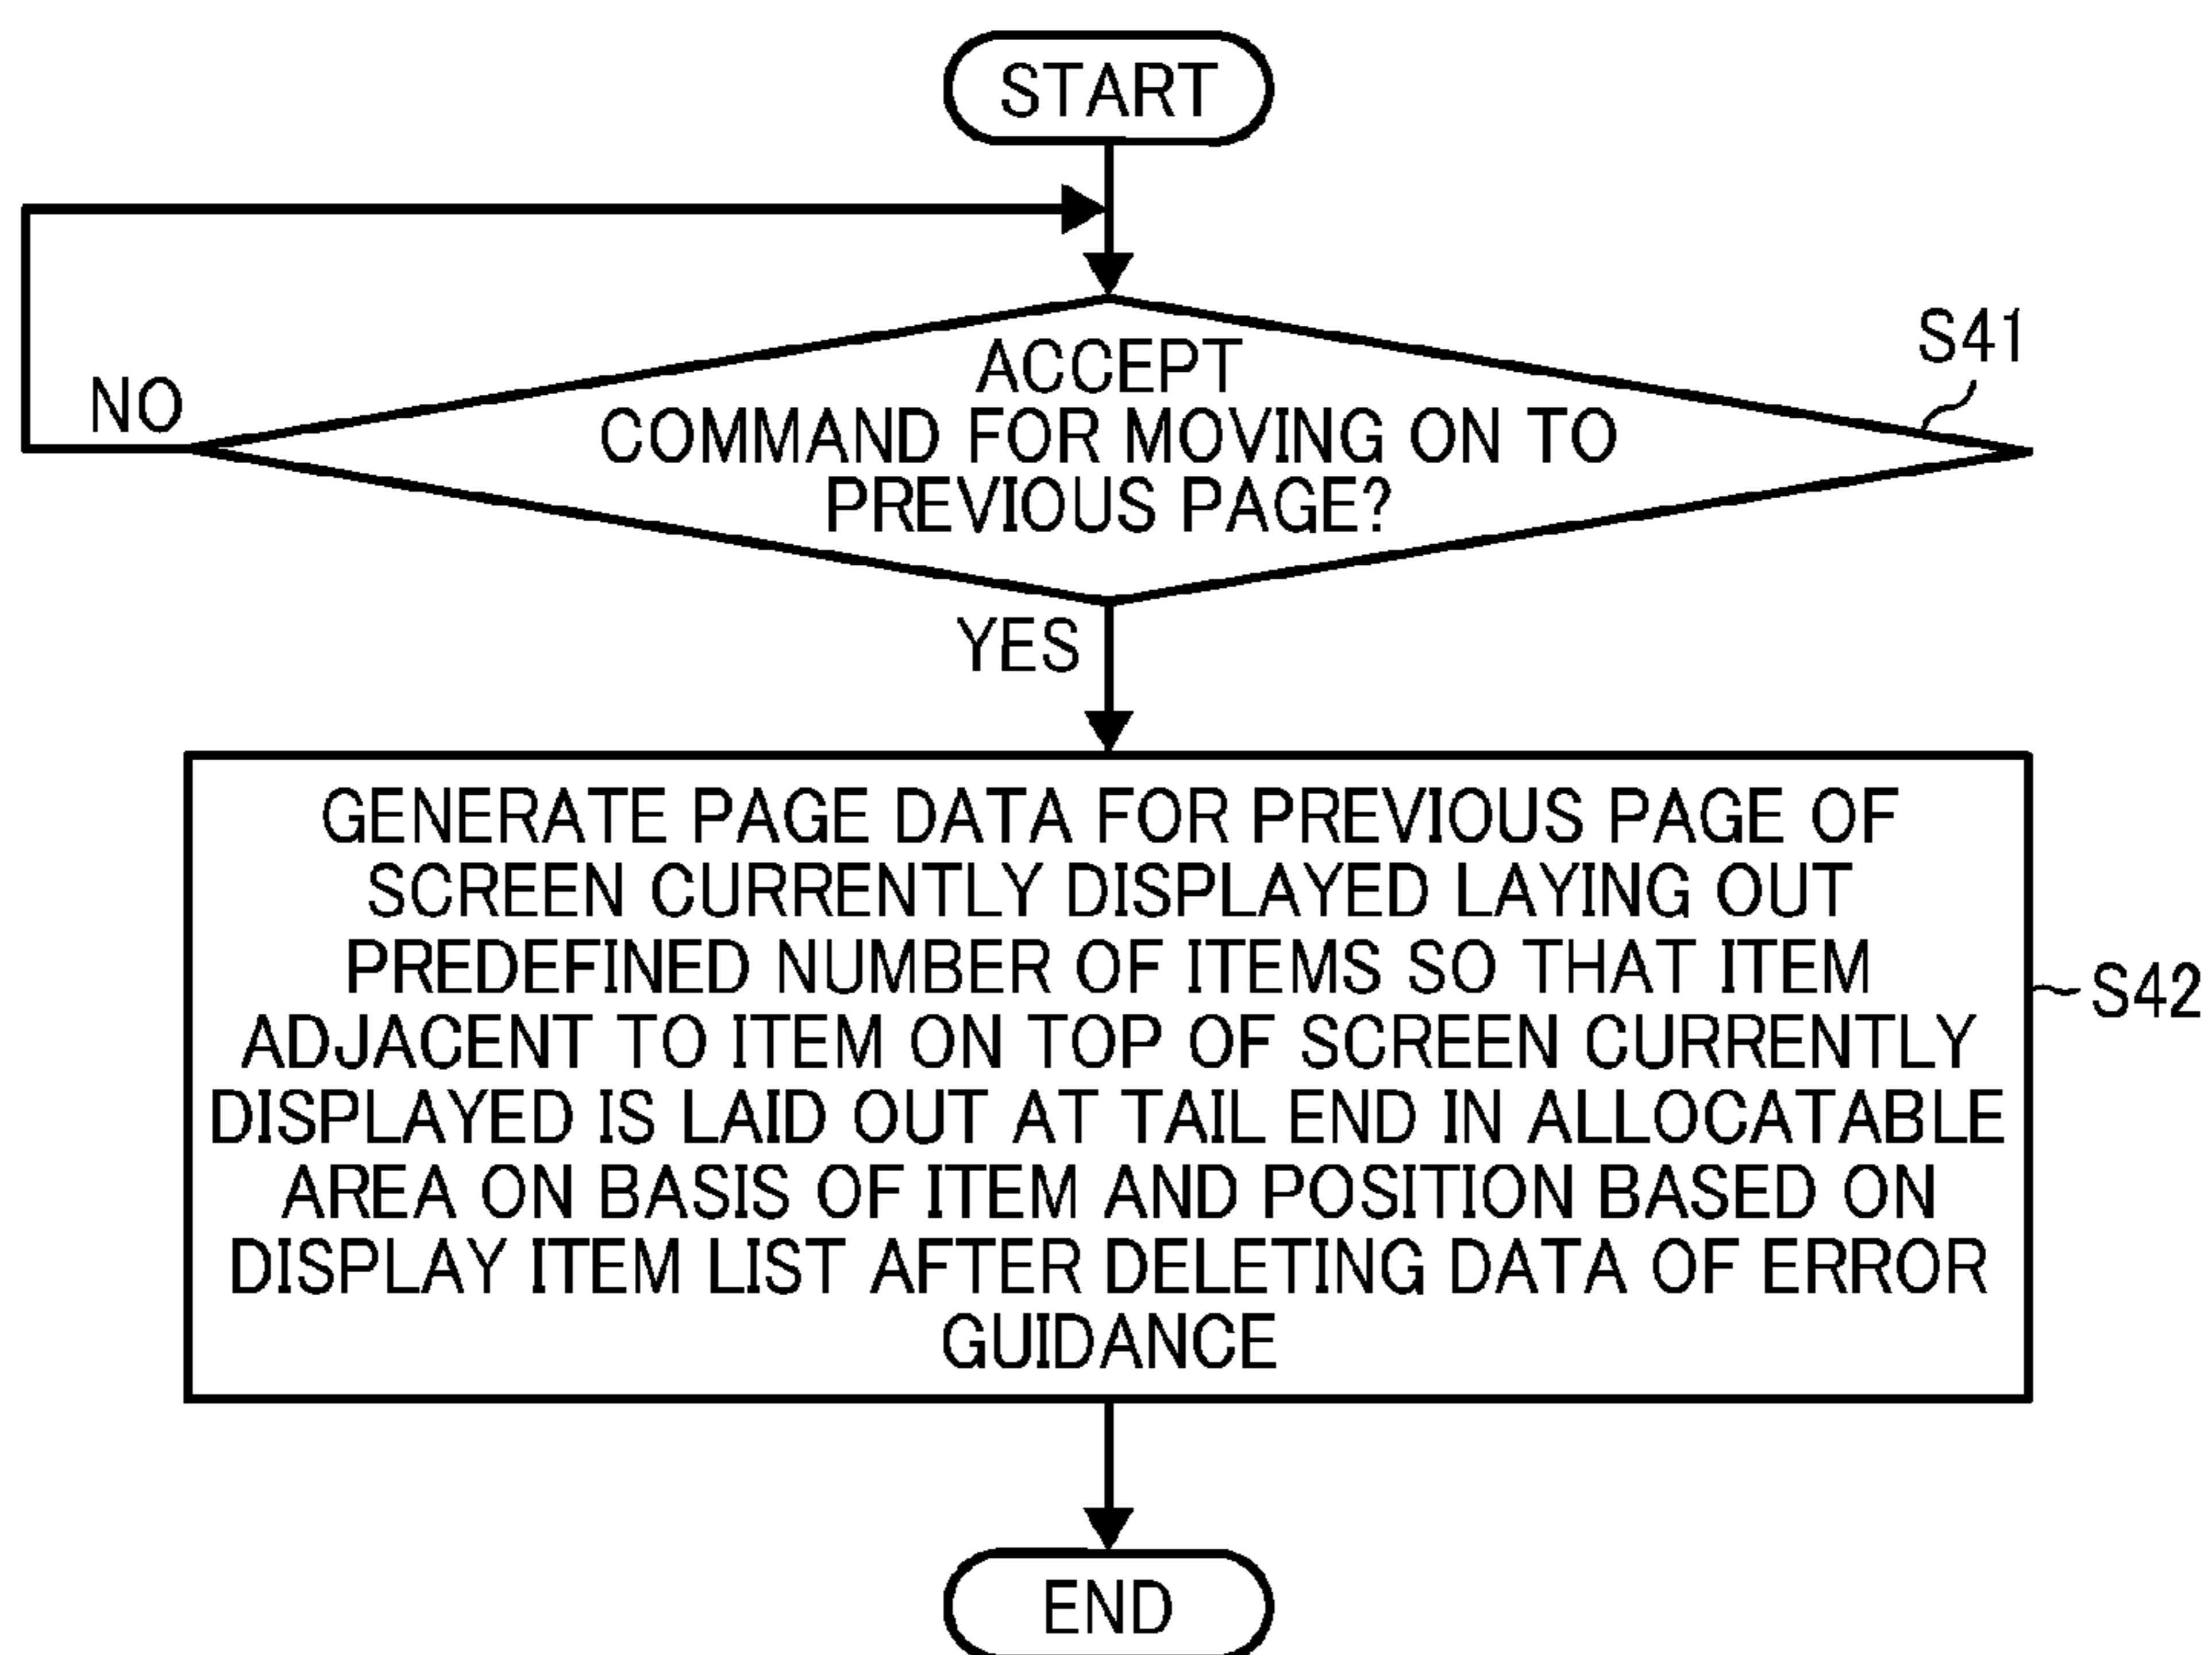 START
S41
ACCEPT
COMMAND FOR MOVING ON TO
PREVIOUS PAGE?
NO
YES
GENERATE PAGE DATA FOR PREVIOUS PAGE OF
SCREEN CURRENTLY DISPLAYED LAYING OUT
PREDEFINED NUMBER OF ITEMS SO THAT ITEM
ADJACENT TO ITEM ON TOP OF SCREEN CURRENTLY
DISPLAYED IS LAID OUT AT TAIL END IN ALLOCATABLE
AREA ON BASIS OF ITEM AND POSITION BASED ON
DISPLAY ITEM LIST AFTER DELETING DATA OF ERROR
GUIDANCE
S42
END